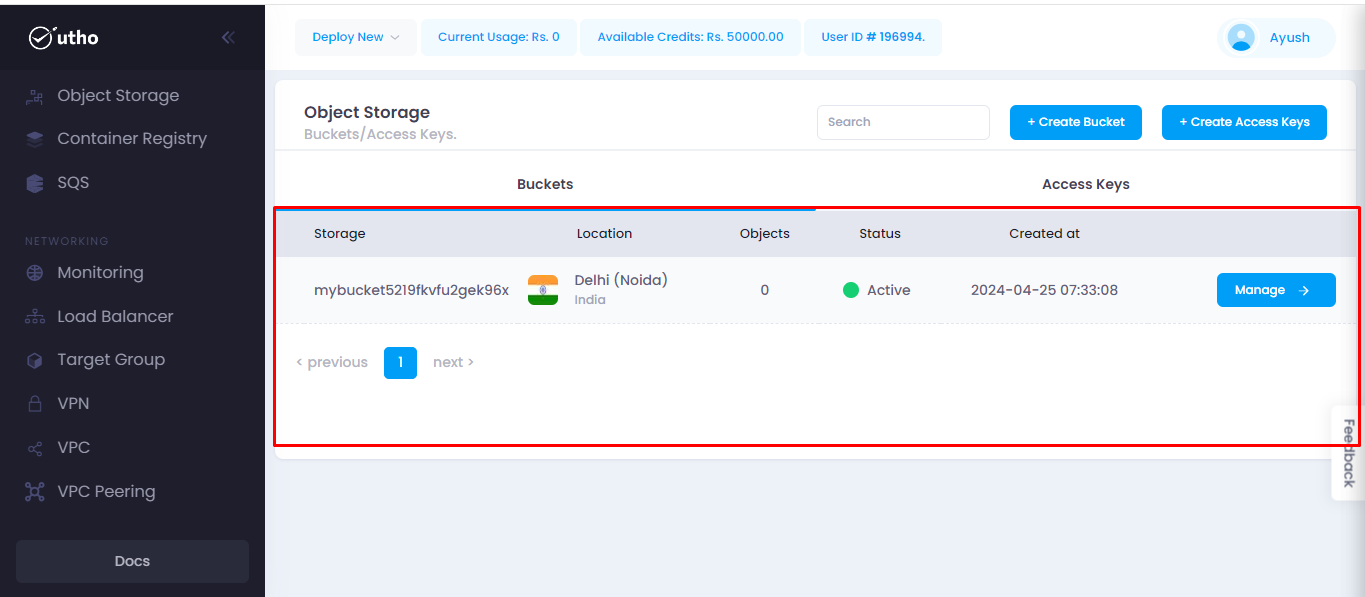 utho
Deploy New
Current Usage: Rs. 0
Available Credits: Rs. 50000.00
User ID # 196994.
Ayush
Object Storage
Container Registry
SQS
NETWORKING
Monitoring
Load Balancer
Target Group
VPN
VPC
VPC Peering
Docs
Object Storage
Buckets/Access Keys.
Search
+ Create Bucket
+ Create Access Keys
Buckets
Access Keys
Storage Location Objects Status Created at
mybucket5219fkvfu2gek96x Delhi (Noida) 0 Active 2024-04-25 07:33:08 Manage →
India
< previous 1 next >
Feedback